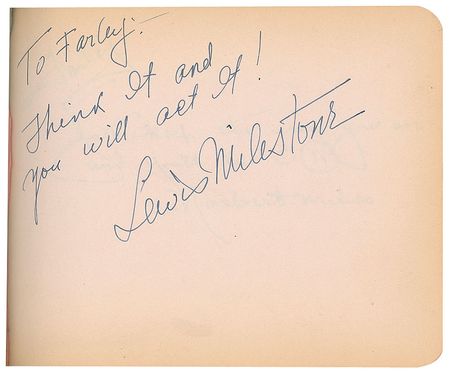 To Farley:-
Think It and
you will act It!
Lewis Milestone